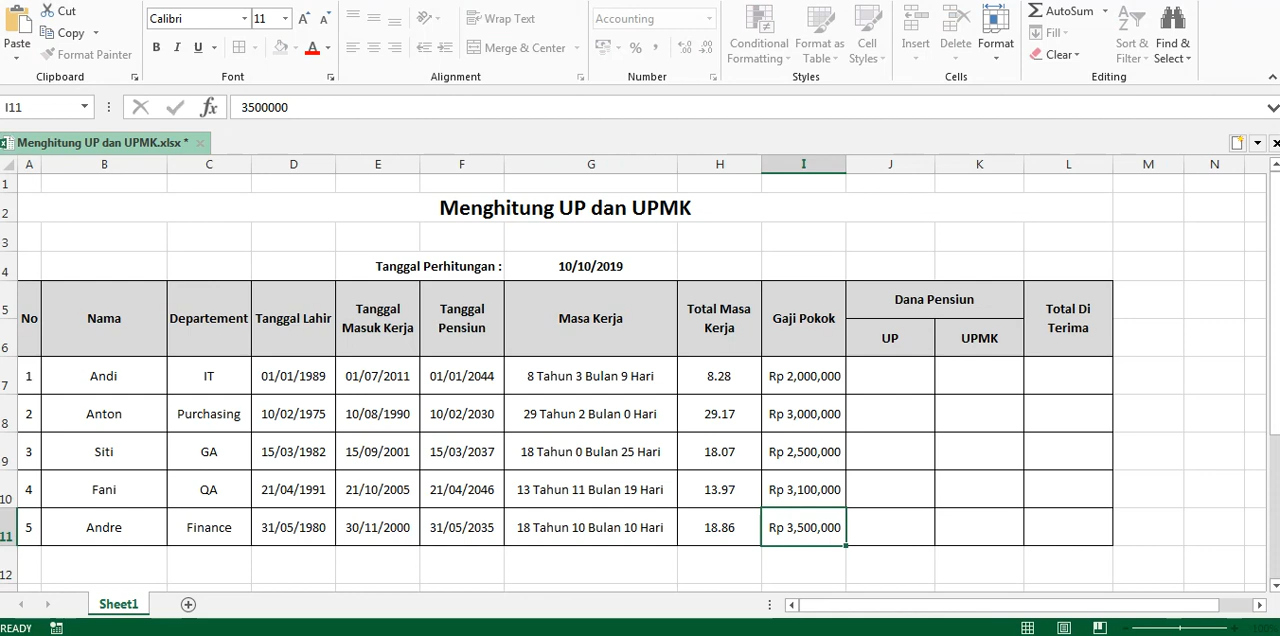 Cut
Copy
Format Painter
Paste
Clipboard
Calibri 11 A A
B I U A
Font
Wrap Text
Merge & Center
Alignment
Accounting
% , .0 .00 .00 .0
Number
Conditional Formatting
Format as Table
Cell Styles
Styles
Insert Delete Format
Cells
AutoSum
Fill
Clear
Sort & Filter
Find & Select
Editing
I11 fx 3500000
Menghitung UP dan UPMK.xlsx *
A B C D E F G H I J K L M N
1
2 Menghitung UP dan UPMK
3
4 Tanggal Perhitungan : 10/10/2019
5 6
No Nama Departement Tanggal Lahir Tanggal Masuk Kerja Tanggal Pensiun Masa Kerja Total Masa Kerja Gaji Pokok Dana Pensiun Total Di Terima
UP UPMK
7 1 Andi IT 01/01/1989 01/07/2011 01/01/2044 8 Tahun 3 Bulan 9 Hari 8.28 Rp 2,000,000
8 2 Anton Purchasing 10/02/1975 10/08/1990 10/02/2030 29 Tahun 2 Bulan 0 Hari 29.17 Rp 3,000,000
9 3 Siti GA 15/03/1982 15/09/2001 15/03/2037 18 Tahun 0 Bulan 25 Hari 18.07 Rp 2,500,000
10 4 Fani QA 21/04/1991 21/10/2005 21/04/2046 13 Tahun 11 Bulan 19 Hari 13.97 Rp 3,100,000
11 5 Andre Finance 31/05/1980 30/11/2000 31/05/2035 18 Tahun 10 Bulan 10 Hari 18.86 Rp 3,500,000
12
Sheet1
READY 100%